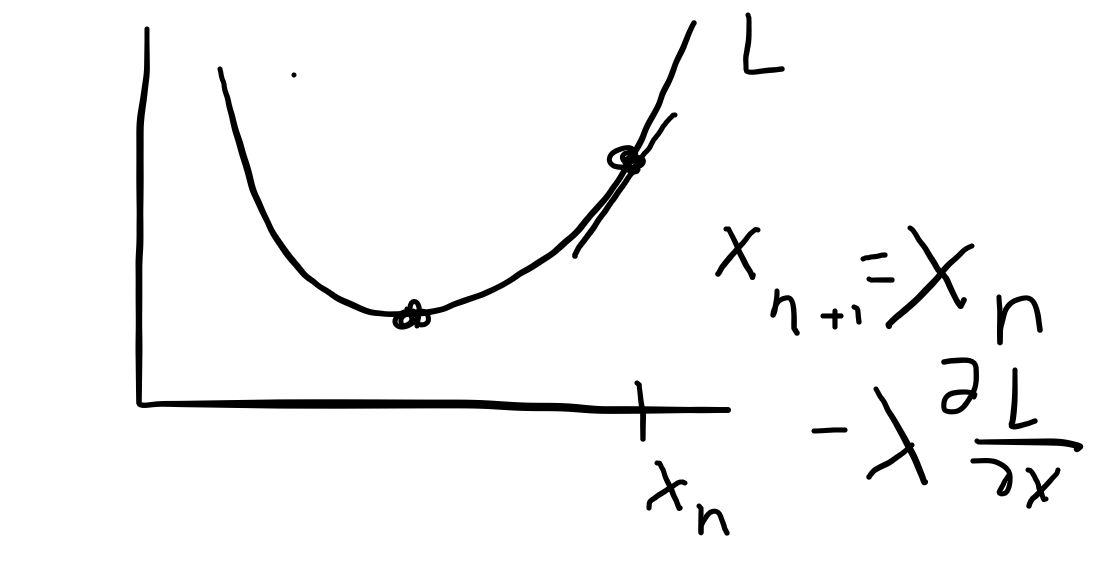 L
x_{n+1} = x_n
- λ ∂L/∂x
x_n